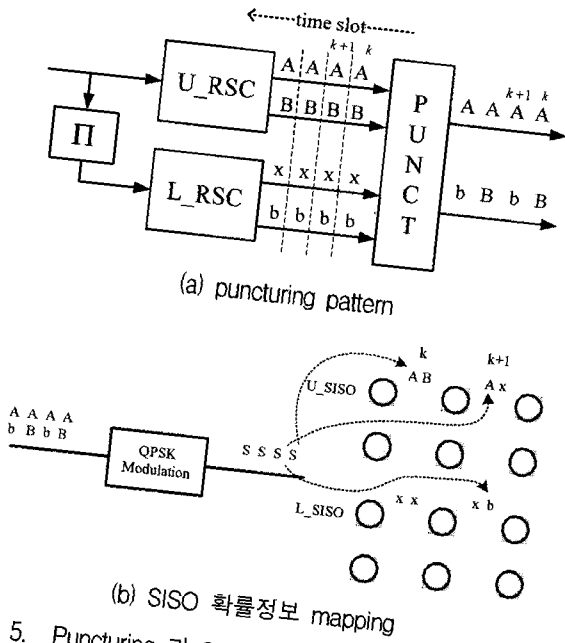 time slot
k+1 k
U_RSC
A A A A
B B B B
Π
L_RSC
x x x x
b b b b
P
U
N
C
T
k+1 k
A A A A
b B b B
(a) puncturing pattern
A A A A
b B b B
QPSK
Modulation
S S S S
k
k+1
U_SISO
A B
A x
L_SISO
x x
x b
(b) SISO 확률정보 mapping
5. Puncturing